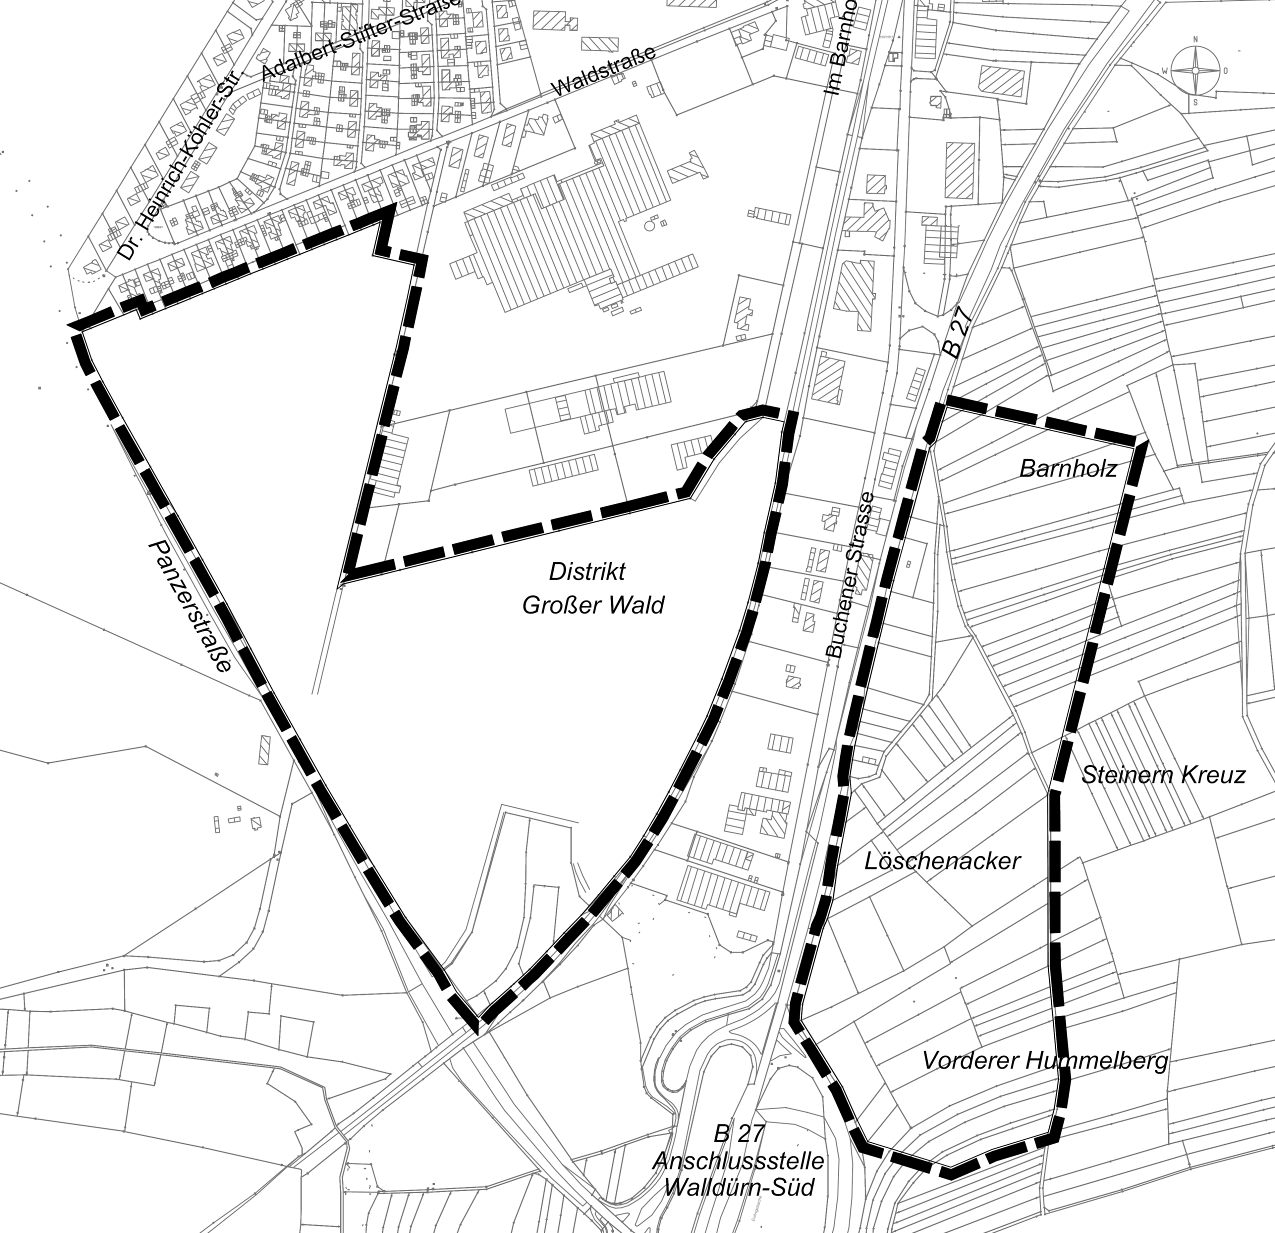 Adalbert-Stifter-Straße
Dr. Heinrich-Köhler-Str.
Waldstraße
Im Barnho
N
W
O
S
B 27
Barnholz
Panzerstraße
Distrikt
Großer Wald
Buchener Strasse
Steinern Kreuz
Löschenacker
Vorderer Hummelberg
B 27
Anschlussstelle
Walldürn-Süd